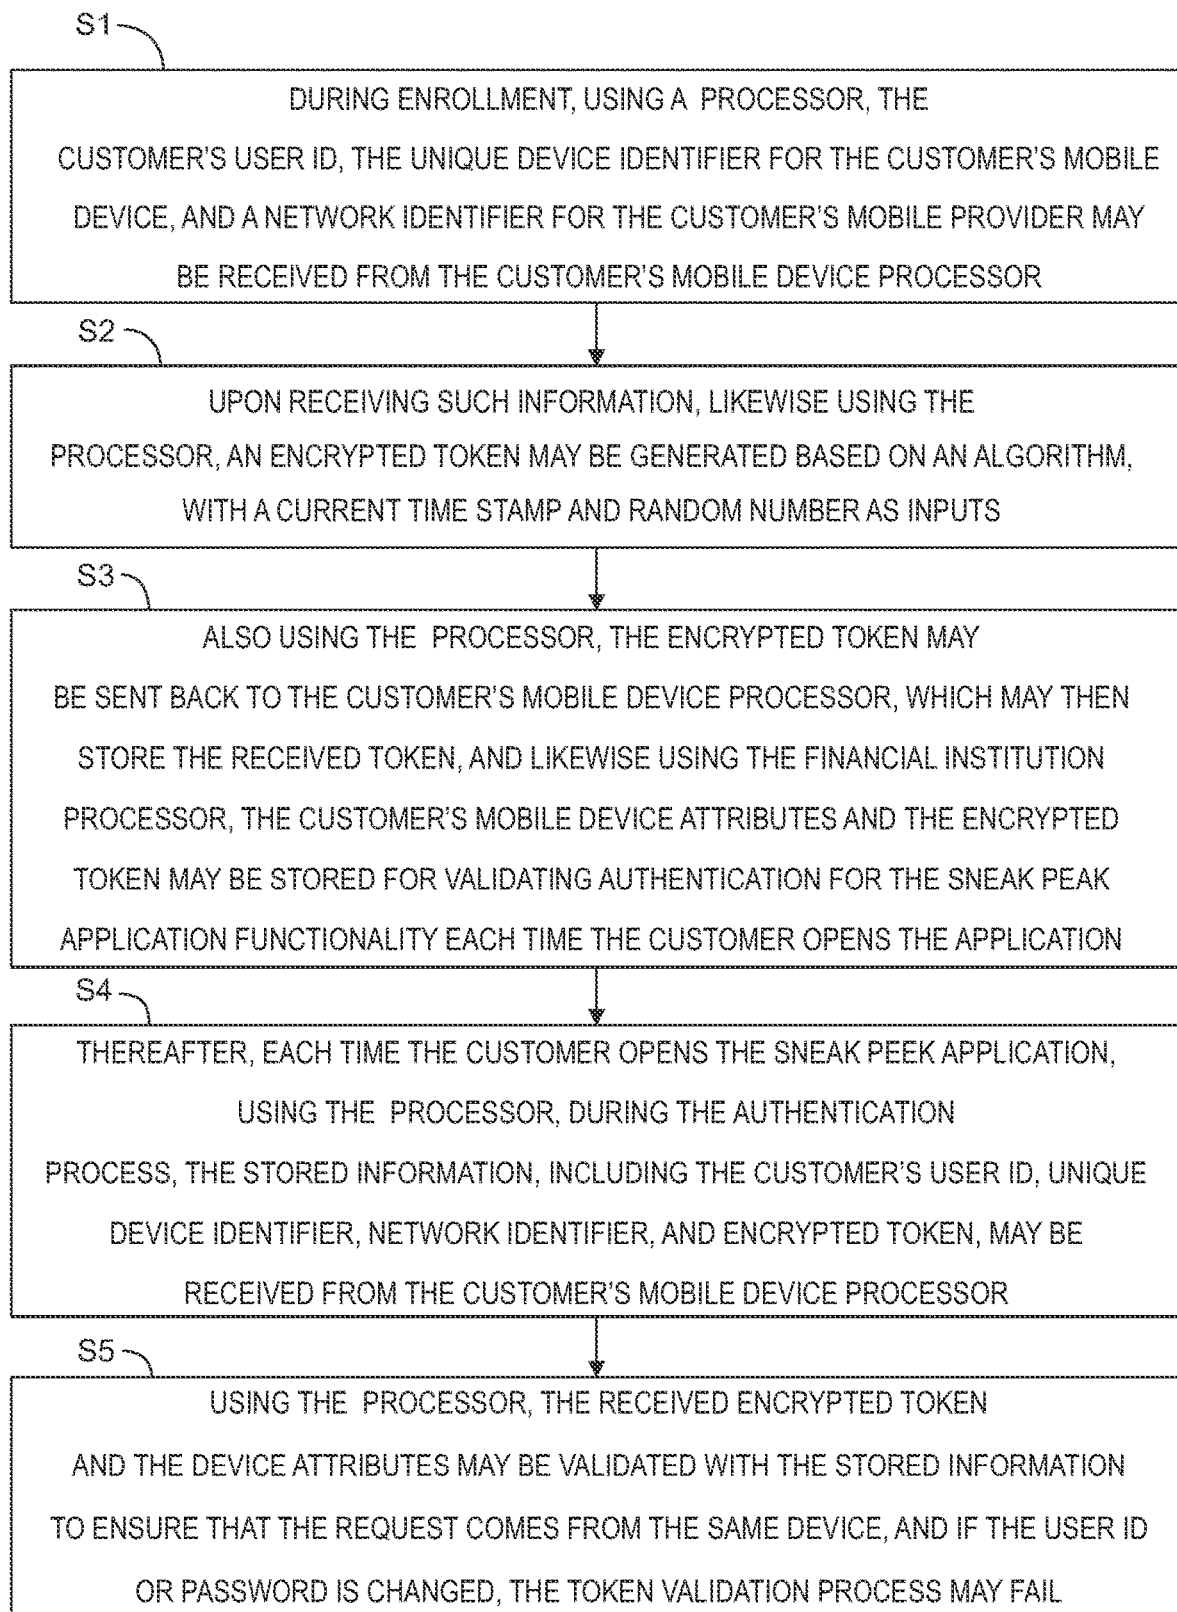 S1
DURING ENROLLMENT, USING A PROCESSOR, THE
CUSTOMER'S USER ID, THE UNIQUE DEVICE IDENTIFIER FOR THE CUSTOMER'S MOBILE
DEVICE, AND A NETWORK IDENTIFIER FOR THE CUSTOMER'S MOBILE PROVIDER MAY
BE RECEIVED FROM THE CUSTOMER'S MOBILE DEVICE PROCESSOR
S2
UPON RECEIVING SUCH INFORMATION, LIKEWISE USING THE
PROCESSOR, AN ENCRYPTED TOKEN MAY BE GENERATED BASED ON AN ALGORITHM,
WITH A CURRENT TIME STAMP AND RANDOM NUMBER AS INPUTS
S3
ALSO USING THE PROCESSOR, THE ENCRYPTED TOKEN MAY
BE SENT BACK TO THE CUSTOMER'S MOBILE DEVICE PROCESSOR, WHICH MAY THEN
STORE THE RECEIVED TOKEN, AND LIKEWISE USING THE FINANCIAL INSTITUTION
PROCESSOR, THE CUSTOMER'S MOBILE DEVICE ATTRIBUTES AND THE ENCRYPTED
TOKEN MAY BE STORED FOR VALIDATING AUTHENTICATION FOR THE SNEAK PEAK
APPLICATION FUNCTIONALITY EACH TIME THE CUSTOMER OPENS THE APPLICATION
S4
THEREAFTER, EACH TIME THE CUSTOMER OPENS THE SNEAK PEEK APPLICATION,
USING THE PROCESSOR, DURING THE AUTHENTICATION
PROCESS, THE STORED INFORMATION, INCLUDING THE CUSTOMER'S USER ID, UNIQUE
DEVICE IDENTIFIER, NETWORK IDENTIFIER, AND ENCRYPTED TOKEN, MAY BE
RECEIVED FROM THE CUSTOMER'S MOBILE DEVICE PROCESSOR
S5
USING THE PROCESSOR, THE RECEIVED ENCRYPTED TOKEN
AND THE DEVICE ATTRIBUTES MAY BE VALIDATED WITH THE STORED INFORMATION
TO ENSURE THAT THE REQUEST COMES FROM THE SAME DEVICE, AND IF THE USER ID
OR PASSWORD IS CHANGED, THE TOKEN VALIDATION PROCESS MAY FAIL